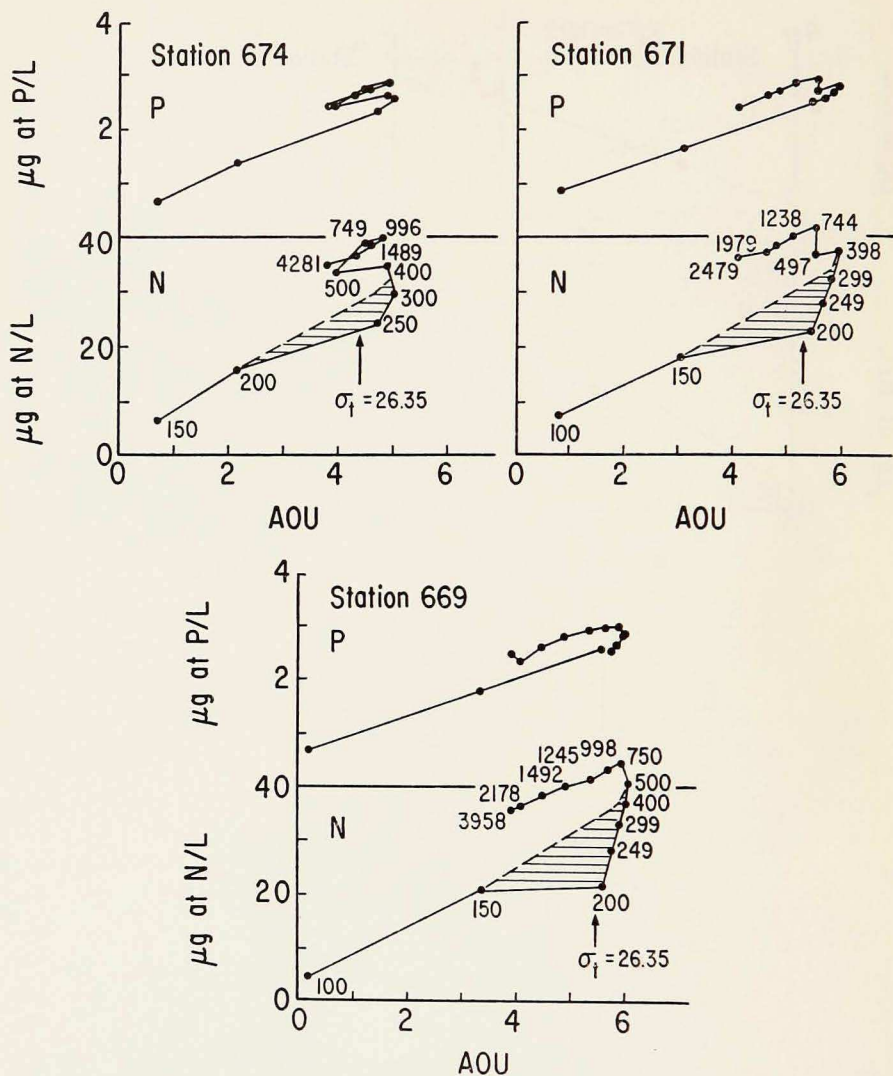 Station 674
P
µg at P/L
4
2
0
749
996
4281
1489
500
400
N
300
250
200
σt = 26.35
150
µg at N/L
40
20
0
0 2 4 6
AOU
Station 671
P
1238
744
1979
2479
497
398
N
299
249
200
150
σt = 26.35
100
0 2 4 6
AOU
4
Station 669
P
µg at P/L
2
1245
998
750
1492
2178
500
3958
400
N
299
249
150
200
σt = 26.35
100
µg at N/L
40
20
0
0 2 4 6
AOU